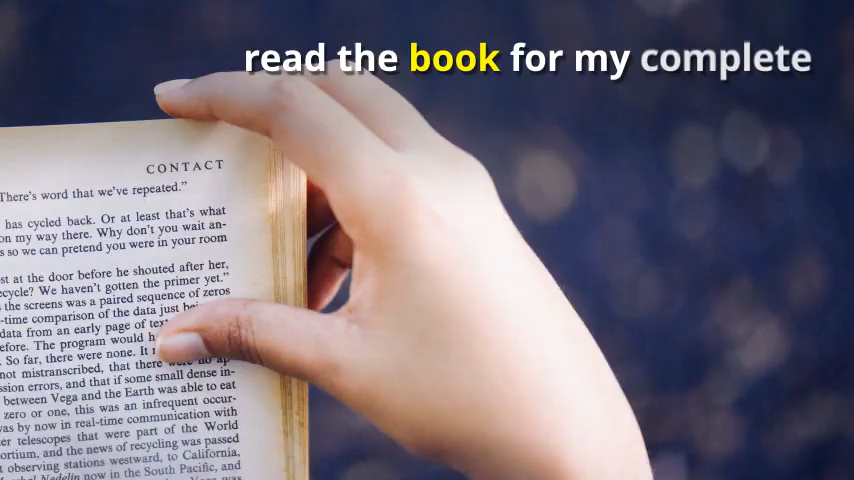 read the book for my complete
CONTACT
There's word that we've repeated."
has cycled back. Or at least that's what
on my way there. Why don't you wait an-
s so we can pretend you were in your room
st at the door before he shouted after her,
ecycle? We haven't gotten the primer yet."
the screens was a paired sequence of zeros
-time comparison of the data just
data from an early page of
efore. The program would
So far, there were none. It
not mistranscribed, that there were no ap-
ssion errors, and that if some small dense in-
between Vega and the Earth was able to eat
zero or one, this was an infrequent occur-
was by now in real-time communication with
er telescopes that were part of the World
ortium, and the news of recycling was passed
t observing stations westward, to California,
Nedelin now in the South Pacific, and